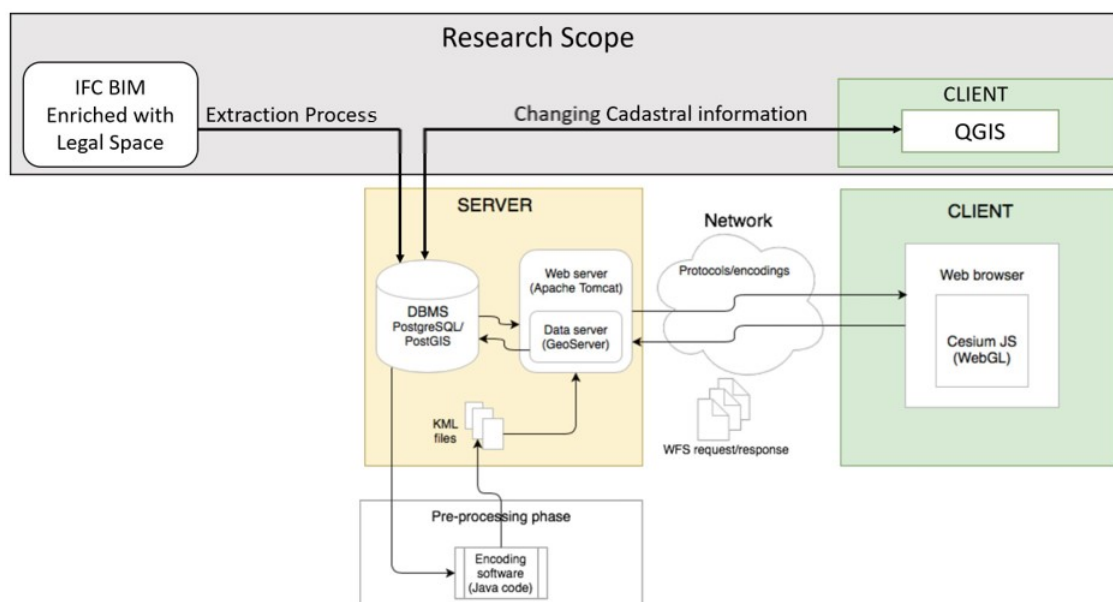 Research Scope
IFC BIM
Enriched with
Legal Space
Extraction Process
Changing Cadastral information
CLIENT
QGIS
SERVER
DBMS
PostgreSQL/
PostGIS
Web server
(Apache Tomcat)
Data server
(GeoServer)
KML
files
Network
Protocols/encodings
WFS request/response
CLIENT
Web browser
Cesium JS
(WebGL)
Pre-processing phase
Encoding
software
(Java code)